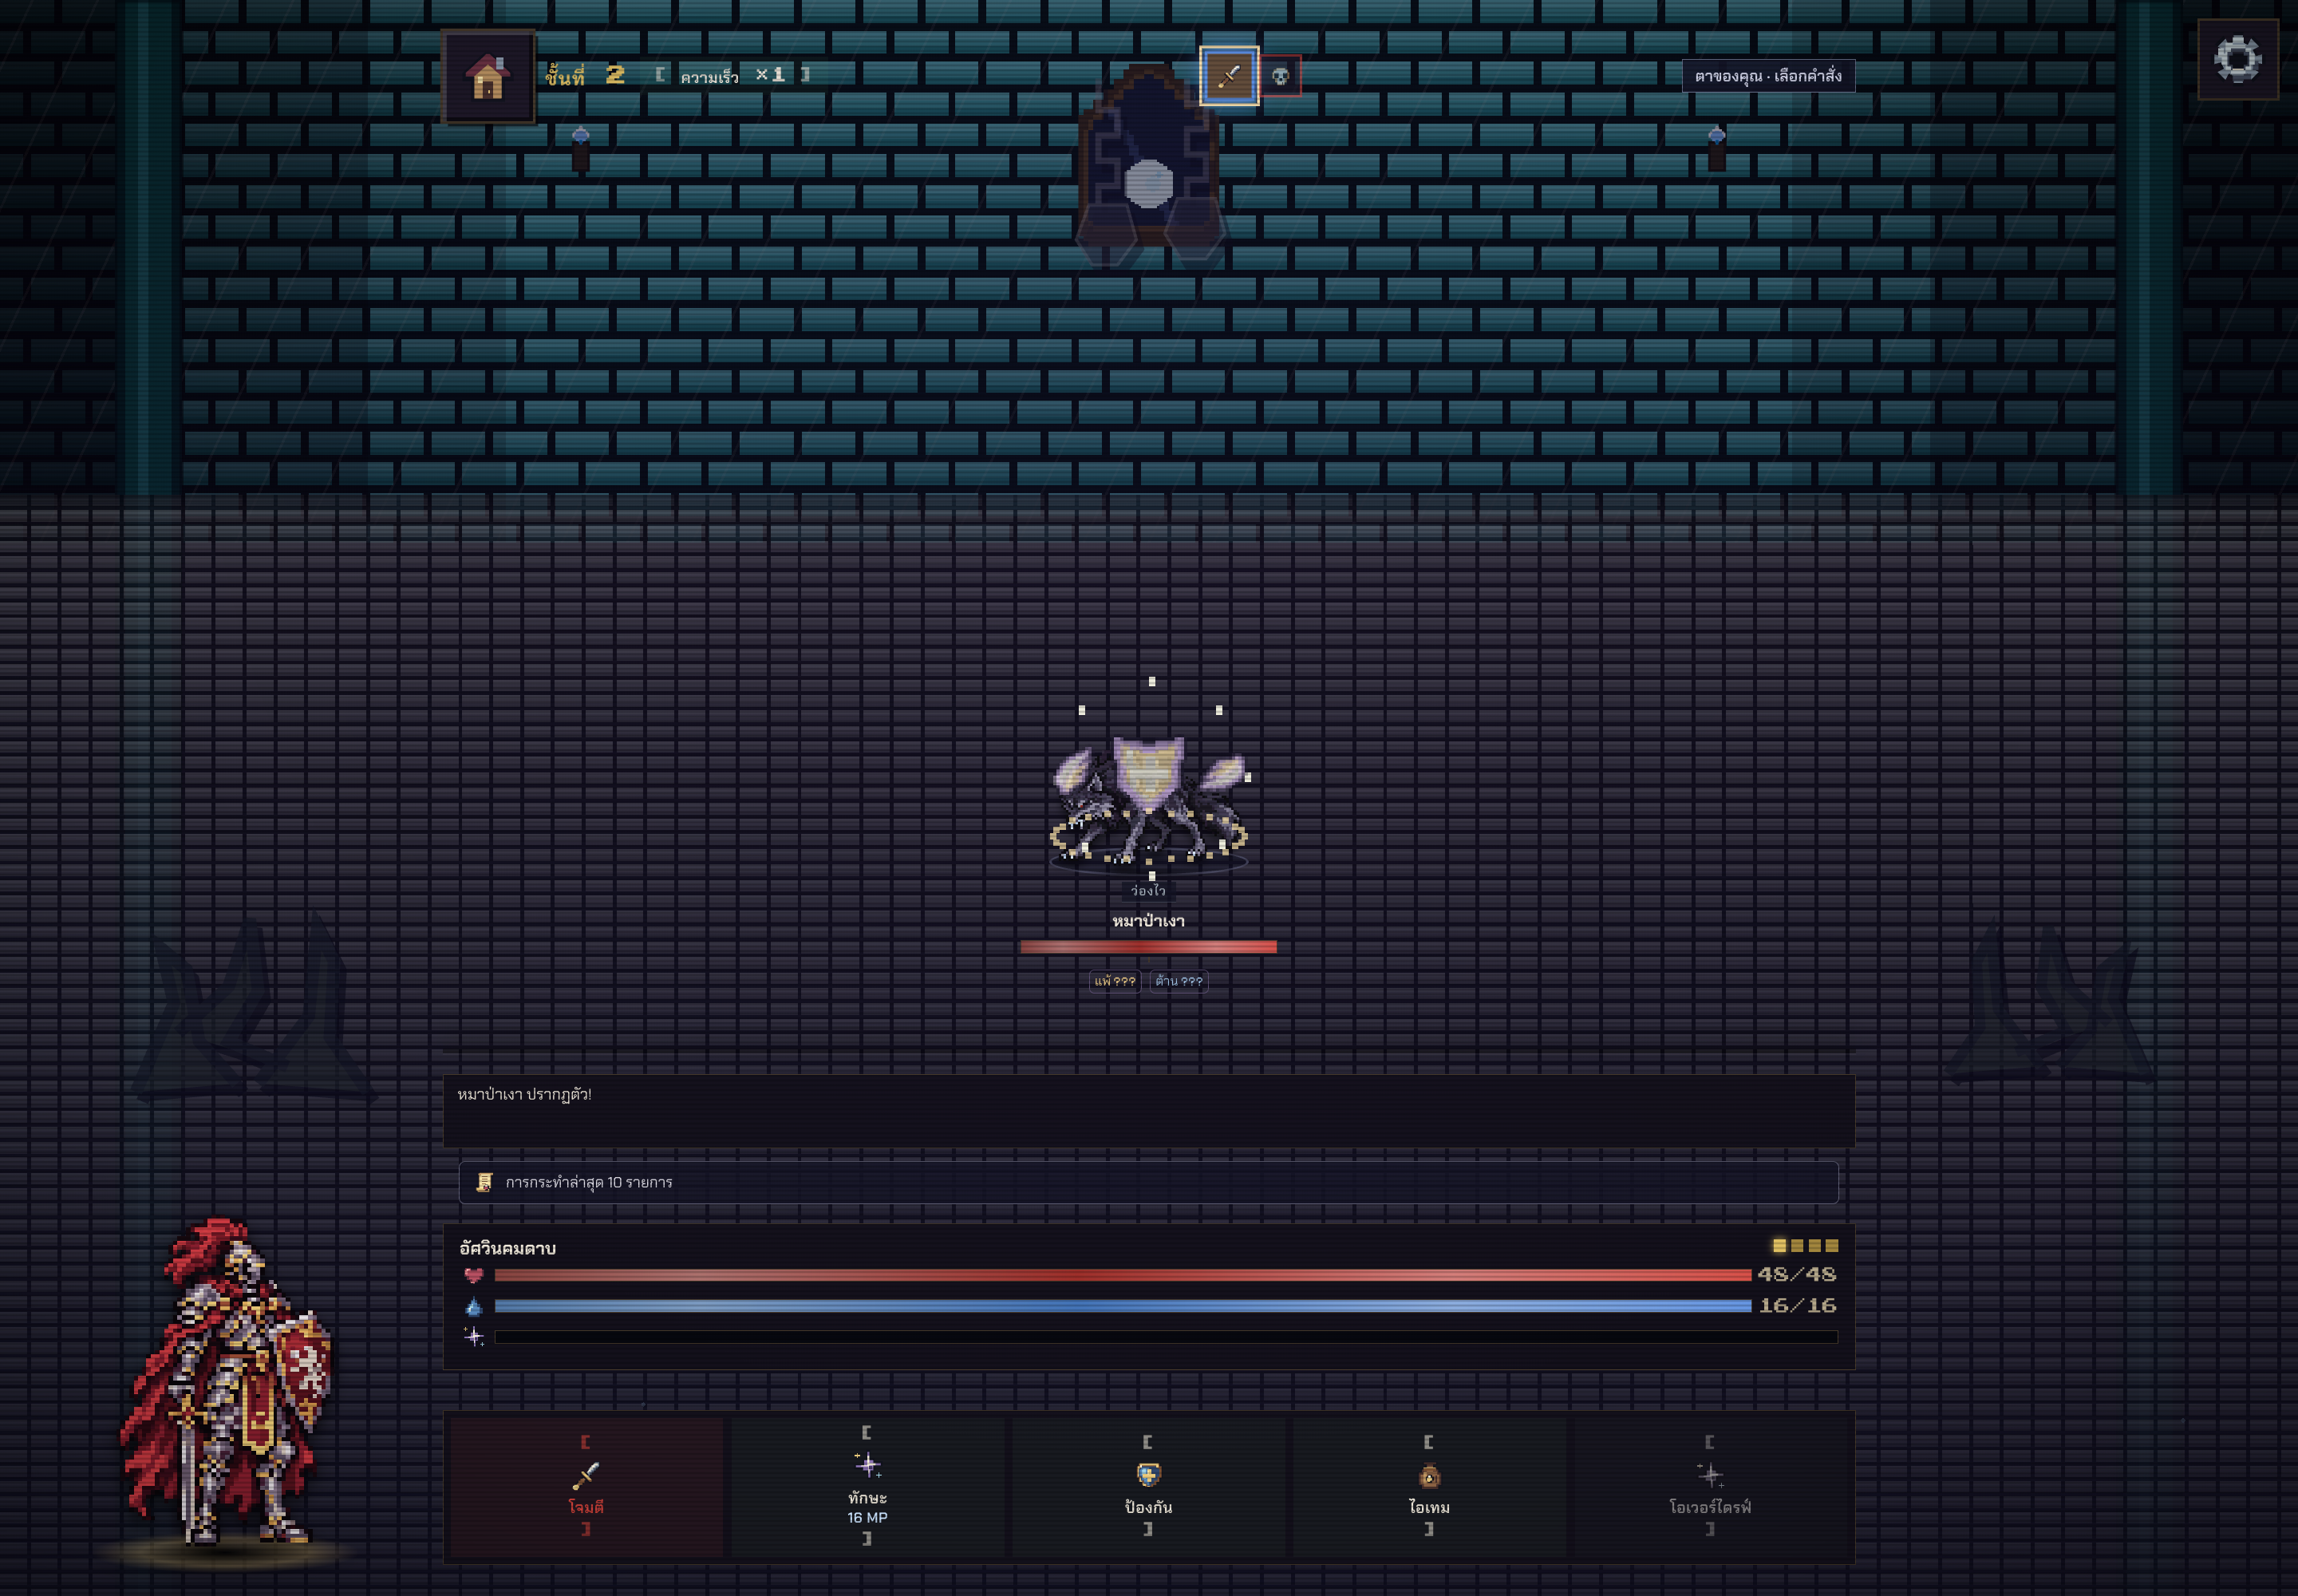 ชั้นที่ 2 [ ความเร็ว ×1 ]
ตาของคุณ · เลือกคำสั่ง
ว่องไว
หมาป่าเงา
แพ้ ???
ต้าน ???
หมาป่าเงา ปรากฏตัว!
การกระทำล่าสุด 10 รายการ
อัศวินคมดาบ
48/48
16/16
[ โจมตี ]
[ ทักษะ
16 MP ]
[ ป้องกัน ]
[ ไอเทม ]
[ โอเวอร์ไดรฟ์ ]